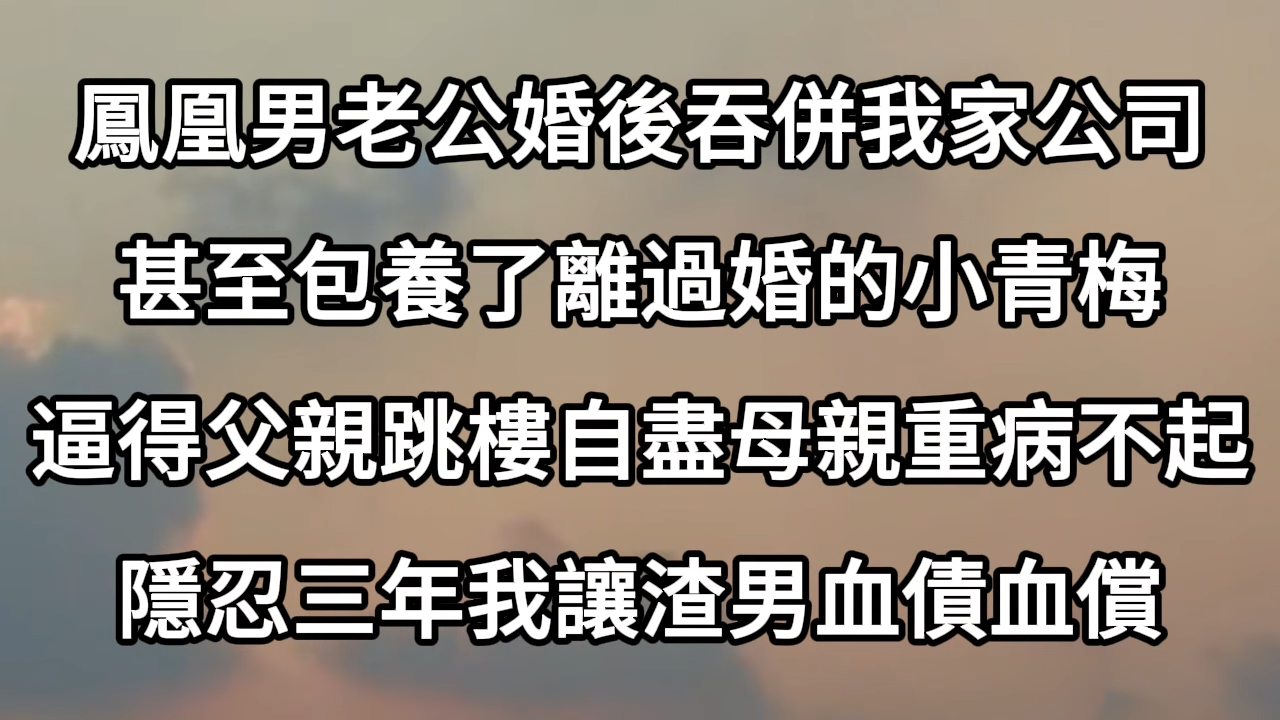 鳳凰男老公婚後吞併我家公司
甚至包養了離過婚的小青梅
逼得父親跳樓自盡母親重病不起
隱忍三年我讓渣男血債血償